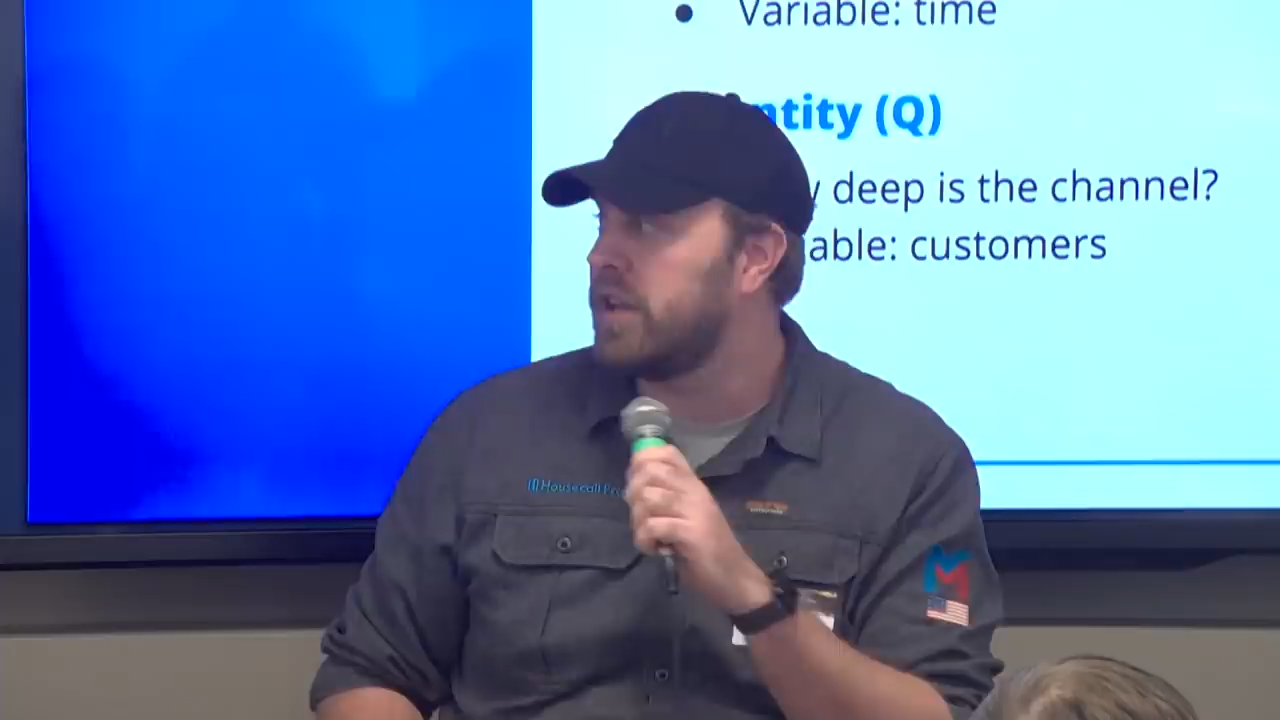 Variable: time
ntity (Q)
deep is the channel?
able: customers
Housecall Pro
M